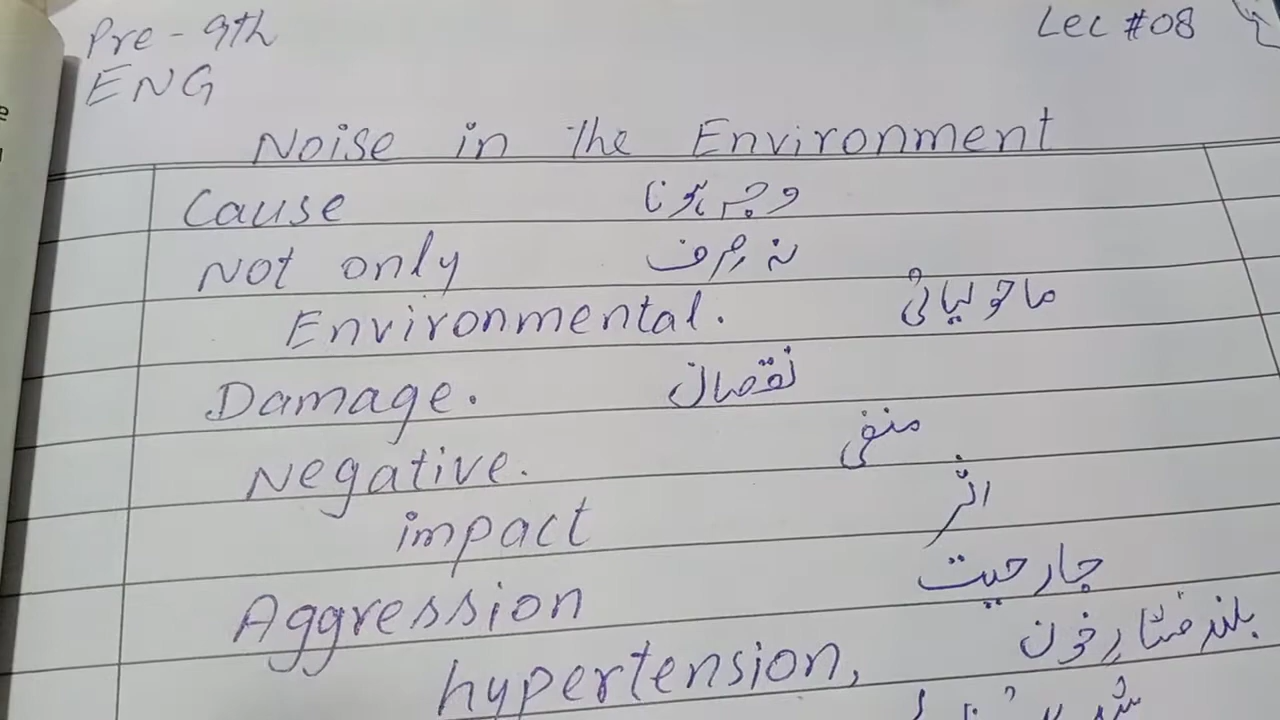 Pre - 9th
Lec #08
ENG
Noise in the Environment
Cause وجہ ہونا
Not only نہ صرف
Environmental. ماحولیاتی
Damage. نقصان
Negative. منفی
impact اثر
Aggression جارحیت
hypertension, بلند فشار خون